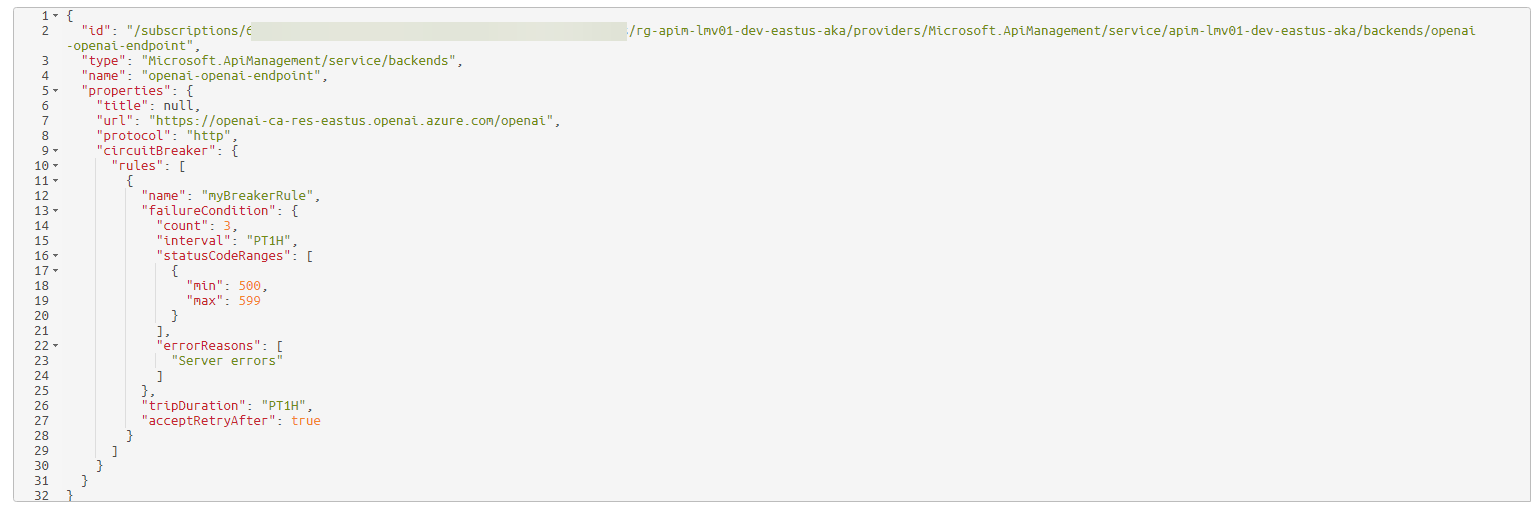 1 {
2 "id": "/subscriptions/6 /rg-apim-lmv01-dev-eastus-aka/providers/Microsoft.ApiManagement/service/apim-lmv01-dev-eastus-aka/backends/openai
-openai-endpoint",
3 "type": "Microsoft.ApiManagement/service/backends",
4 "name": "openai-openai-endpoint",
5 "properties": {
6 "title": null,
7 "url": "https://openai-ca-res-eastus.openai.azure.com/openai",
8 "protocol": "http",
9 "circuitBreaker": {
10 "rules": [
11 {
12 "name": "myBreakerRule",
13 "failureCondition": {
14 "count": 3,
15 "interval": "PT1H",
16 "statusCodeRanges": [
17 {
18 "min": 500,
19 "max": 599
20 }
21 ],
22 "errorReasons": [
23 "Server errors"
24 ]
25 },
26 "tripDuration": "PT1H",
27 "acceptRetryAfter": true
28 }
29 ]
30 }
31 }
32 }